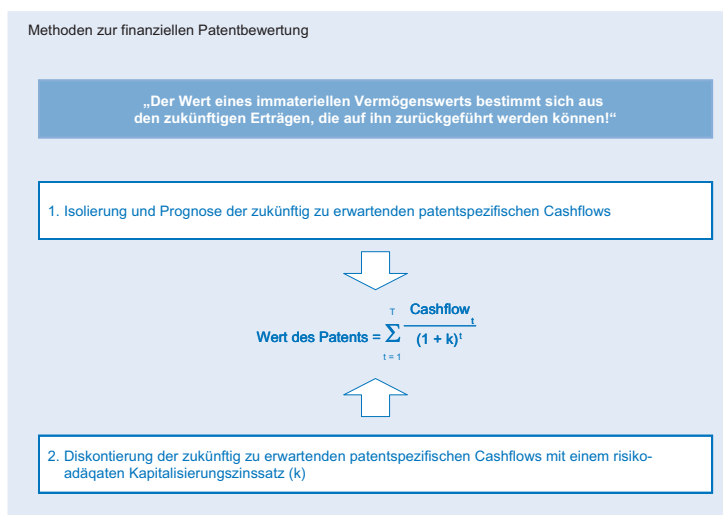 Methoden zur finanziellen Patentbewertung
„Der Wert eines immateriellen Vermögenswerts bestimmt sich aus
den zukünftigen Erträgen, die auf ihn zurückgeführt werden können!“
1. Isolierung und Prognose der zukünftig zu erwartenden patentspezifischen Cashflows
T
Cashflow t
Wert des Patents = Σ
(1 + k)^t
t = 1
2. Diskontierung der zukünftig zu erwartenden patentspezifischen Cashflows mit einem risiko-
adäqaten Kapitalisierungszinssatz (k)